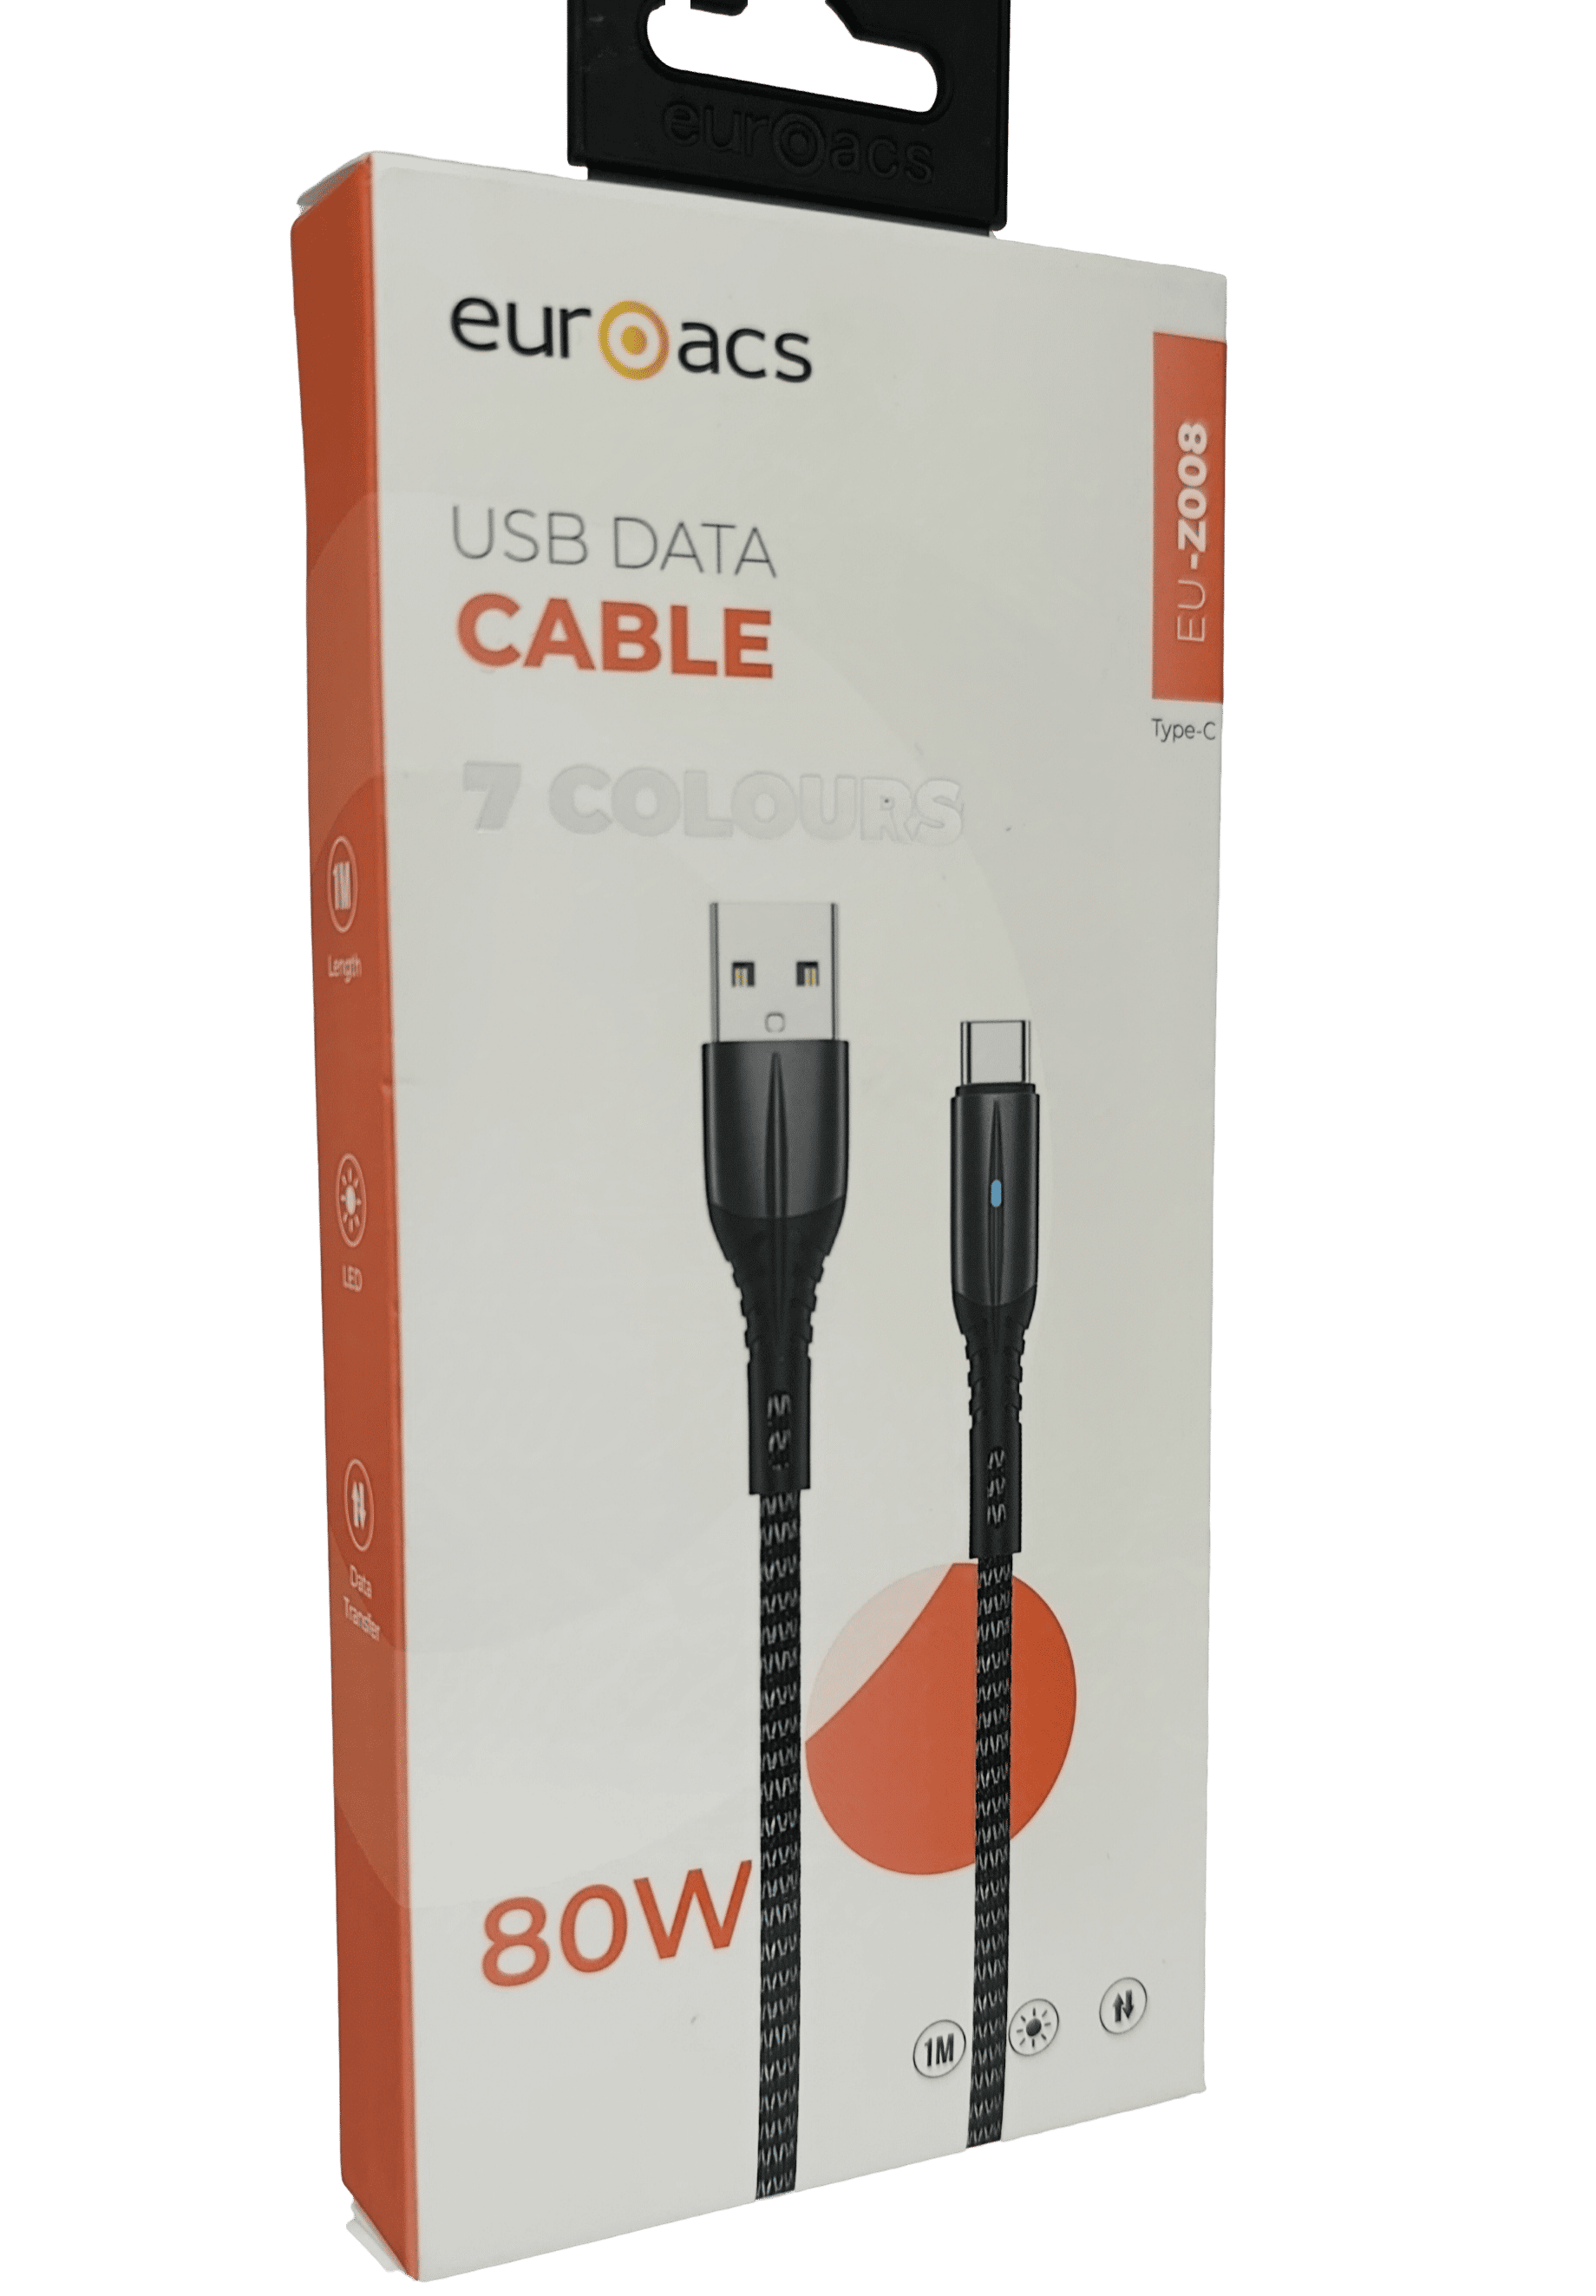 euroacs
euroacs
USB DATA
CABLE
7 COLOURS
EU-Z008
Type-C
1M
Length
LED
Data
Transfer
80W
1M